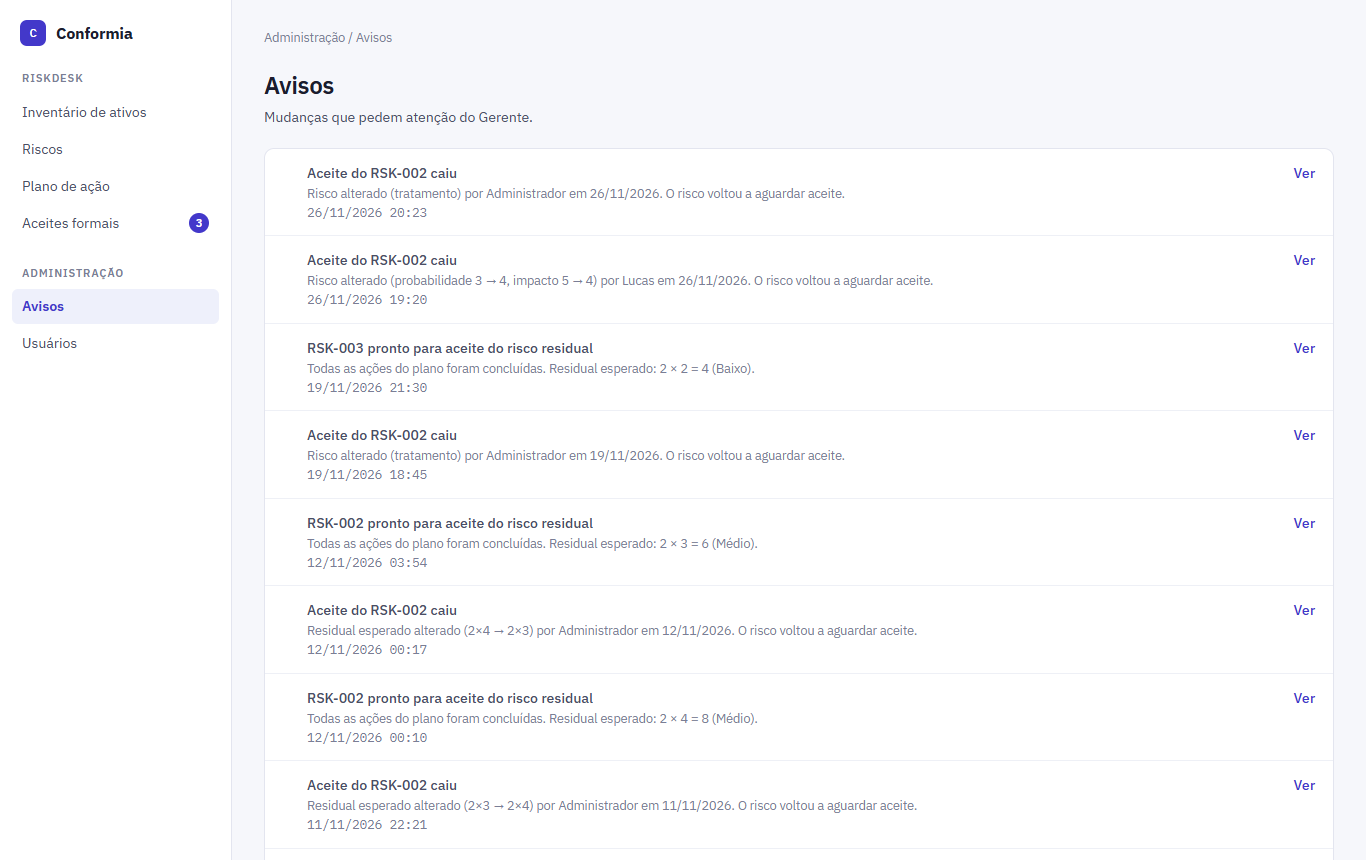 C Conformia
RISKDESK
Inventário de ativos
Riscos
Plano de ação
Aceites formais 3
ADMINISTRAÇÃO
Avisos
Usuários
Administração / Avisos
Avisos
Mudanças que pedem atenção do Gerente.
Aceite do RSK-002 caiu Ver
Risco alterado (tratamento) por Administrador em 26/11/2026. O risco voltou a aguardar aceite.
26/11/2026 20:23
Aceite do RSK-002 caiu Ver
Risco alterado (probabilidade 3 → 4, impacto 5 → 4) por Lucas em 26/11/2026. O risco voltou a aguardar aceite.
26/11/2026 19:20
RSK-003 pronto para aceite do risco residual Ver
Todas as ações do plano foram concluídas. Residual esperado: 2 × 2 = 4 (Baixo).
19/11/2026 21:30
Aceite do RSK-002 caiu Ver
Risco alterado (tratamento) por Administrador em 19/11/2026. O risco voltou a aguardar aceite.
19/11/2026 18:45
RSK-002 pronto para aceite do risco residual Ver
Todas as ações do plano foram concluídas. Residual esperado: 2 × 3 = 6 (Médio).
12/11/2026 03:54
Aceite do RSK-002 caiu Ver
Residual esperado alterado (2×4 → 2×3) por Administrador em 12/11/2026. O risco voltou a aguardar aceite.
12/11/2026 00:17
RSK-002 pronto para aceite do risco residual Ver
Todas as ações do plano foram concluídas. Residual esperado: 2 × 4 = 8 (Médio).
12/11/2026 00:10
Aceite do RSK-002 caiu Ver
Residual esperado alterado (2×3 → 2×4) por Administrador em 11/11/2026. O risco voltou a aguardar aceite.
11/11/2026 22:21